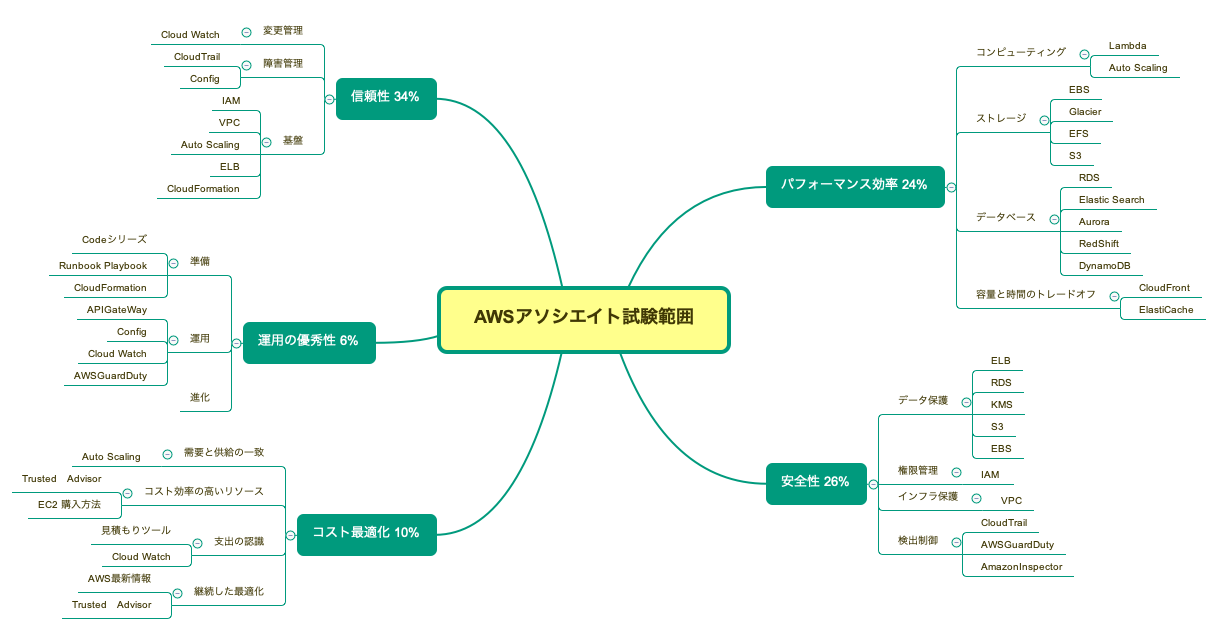 AWSアソシエイト試験範囲
信頼性 34%
変更管理
Cloud Watch
障害管理
CloudTrail
Config
基盤
IAM
VPC
Auto Scaling
ELB
CloudFormation
運用の優秀性 6%
準備
Codeシリーズ
Runbook Playbook
CloudFormation
運用
APIGateWay
Config
Cloud Watch
AWSGuardDuty
進化
コスト最適化 10%
需要と供給の一致
Auto Scaling
コスト効率の高いリソース
Trusted　Advisor
EC2 購入方法
支出の認識
見積もりツール
Cloud Watch
継続した最適化
AWS最新情報
Trusted　Advisor
パフォーマンス効率 24%
コンピューティング
Lambda
Auto Scaling
ストレージ
EBS
Glacier
EFS
S3
データベース
RDS
Elastic Search
Aurora
RedShift
DynamoDB
容量と時間のトレードオフ
CloudFront
ElastiCache
安全性 26%
データ保護
ELB
RDS
KMS
S3
EBS
権限管理
IAM
インフラ保護
VPC
検出制御
CloudTrail
AWSGuardDuty
AmazonInspector